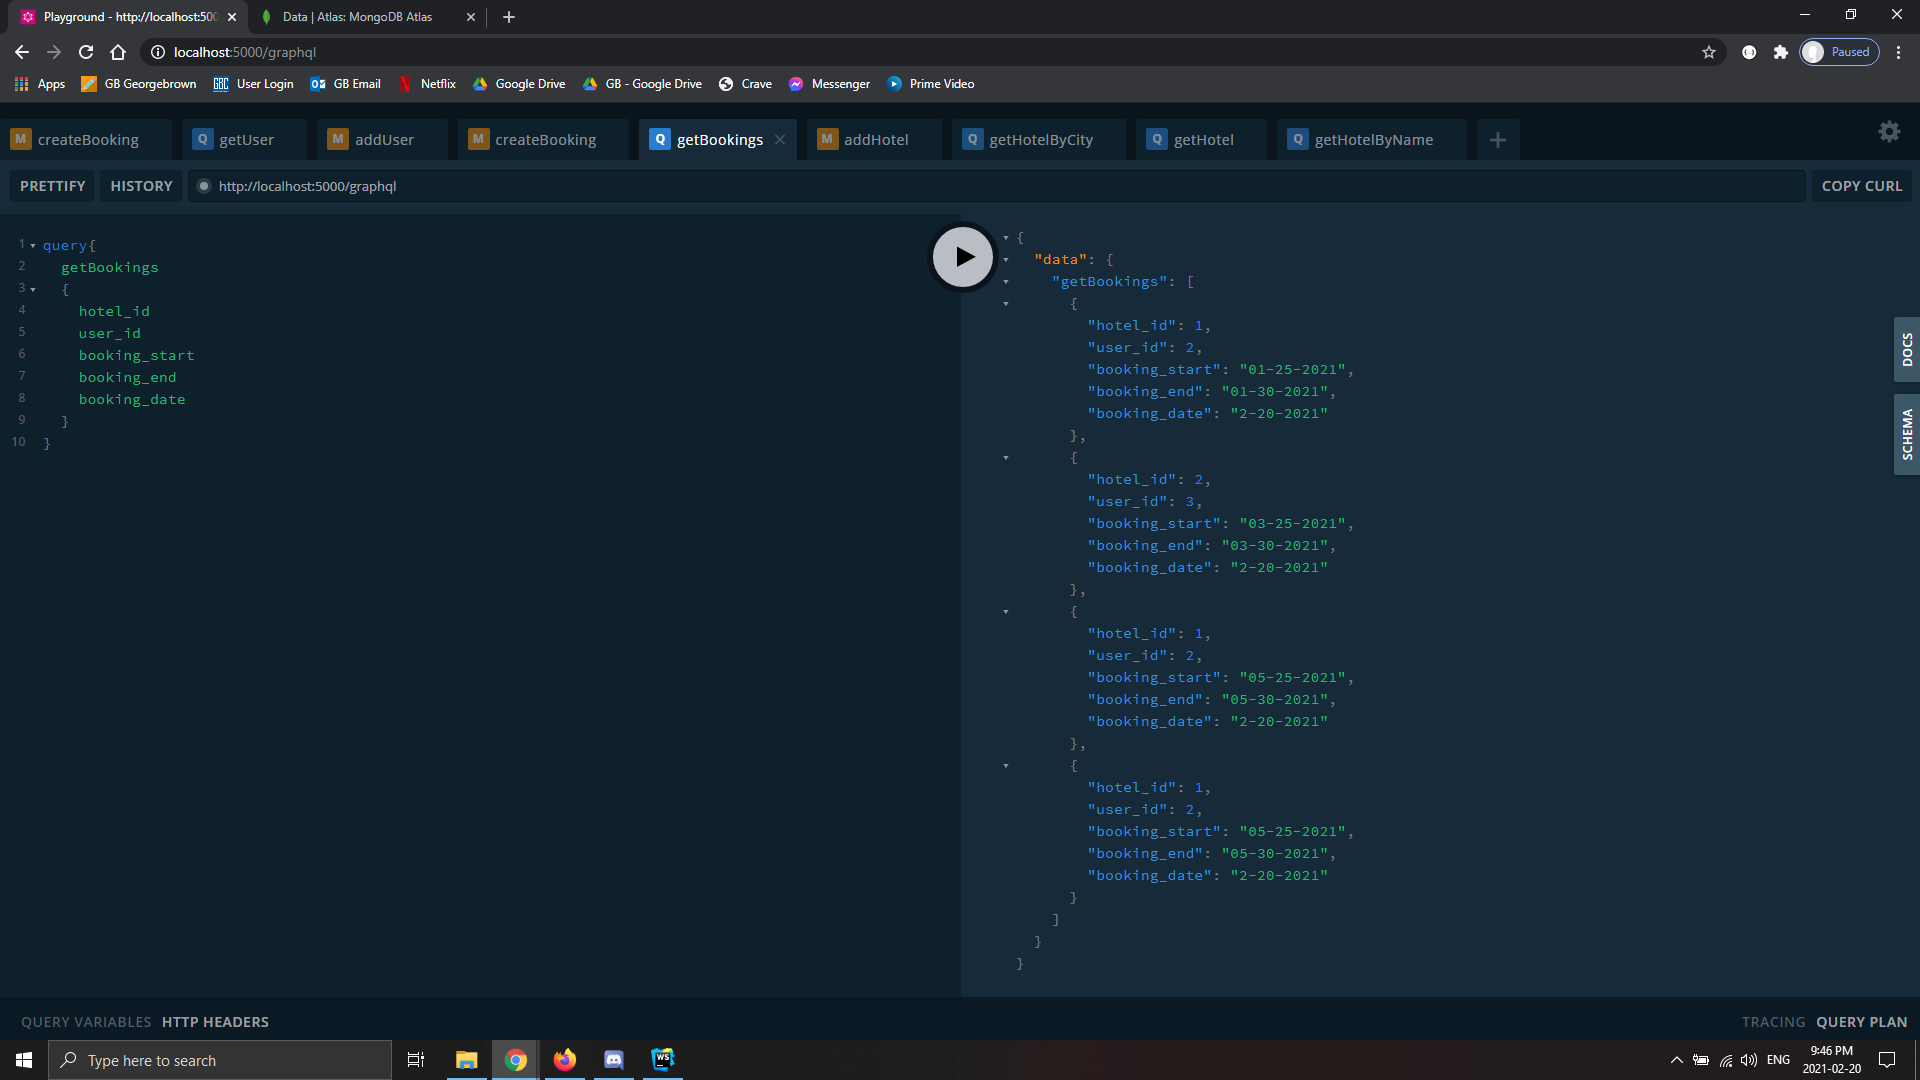 Playground - http://localhost:500
Data | Atlas: MongoDB Atlas
localhost:5000/graphql
Paused
Apps
GB Georgebrown
GBC User Login
GB Email
Netflix
Google Drive
GB - Google Drive
Crave
Messenger
Prime Video
M createBooking
Q getUser
M addUser
M createBooking
Q getBookings
M addHotel
Q getHotelByCity
Q getHotel
Q getHotelByName
PRETTIFY
HISTORY
http://localhost:5000/graphql
COPY CURL
1 query{
2 getBookings
3 {
4 hotel_id
5 user_id
6 booking_start
7 booking_end
8 booking_date
9 }
10 }
{
"data": {
"getBookings": [
{
"hotel_id": 1,
"user_id": 2,
"booking_start": "01-25-2021",
"booking_end": "01-30-2021",
"booking_date": "2-20-2021"
},
{
"hotel_id": 2,
"user_id": 3,
"booking_start": "03-25-2021",
"booking_end": "03-30-2021",
"booking_date": "2-20-2021"
},
{
"hotel_id": 1,
"user_id": 2,
"booking_start": "05-25-2021",
"booking_end": "05-30-2021",
"booking_date": "2-20-2021"
},
{
"hotel_id": 1,
"user_id": 2,
"booking_start": "05-25-2021",
"booking_end": "05-30-2021",
"booking_date": "2-20-2021"
}
]
}
}
DOCS
SCHEMA
QUERY VARIABLES
HTTP HEADERS
TRACING
QUERY PLAN
Type here to search
WS
ENG
9:46 PM
2021-02-20